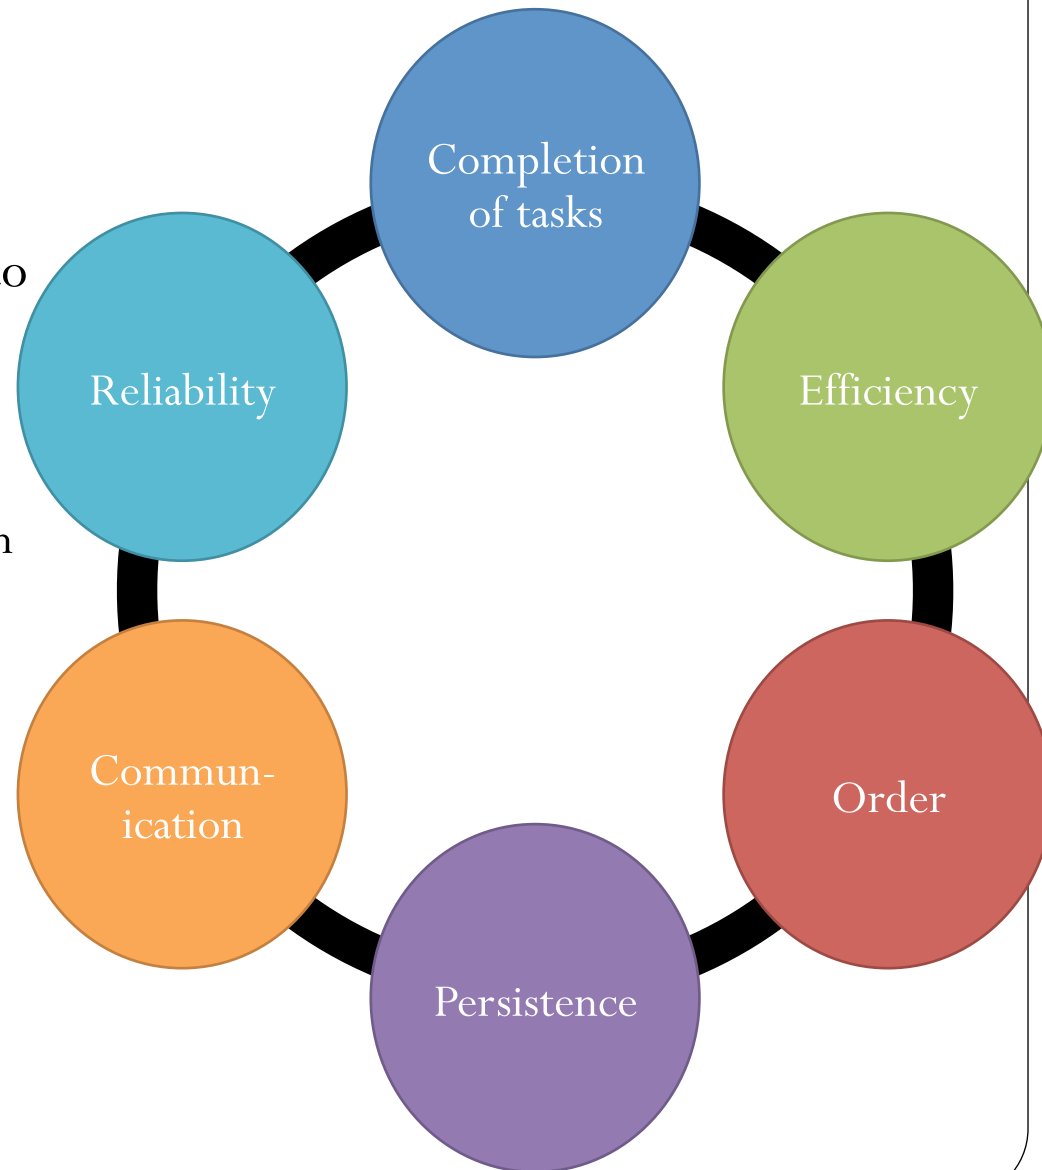 Completion
of tasks
Reliability
Efficiency
Commun-
ication
Order
Persistence